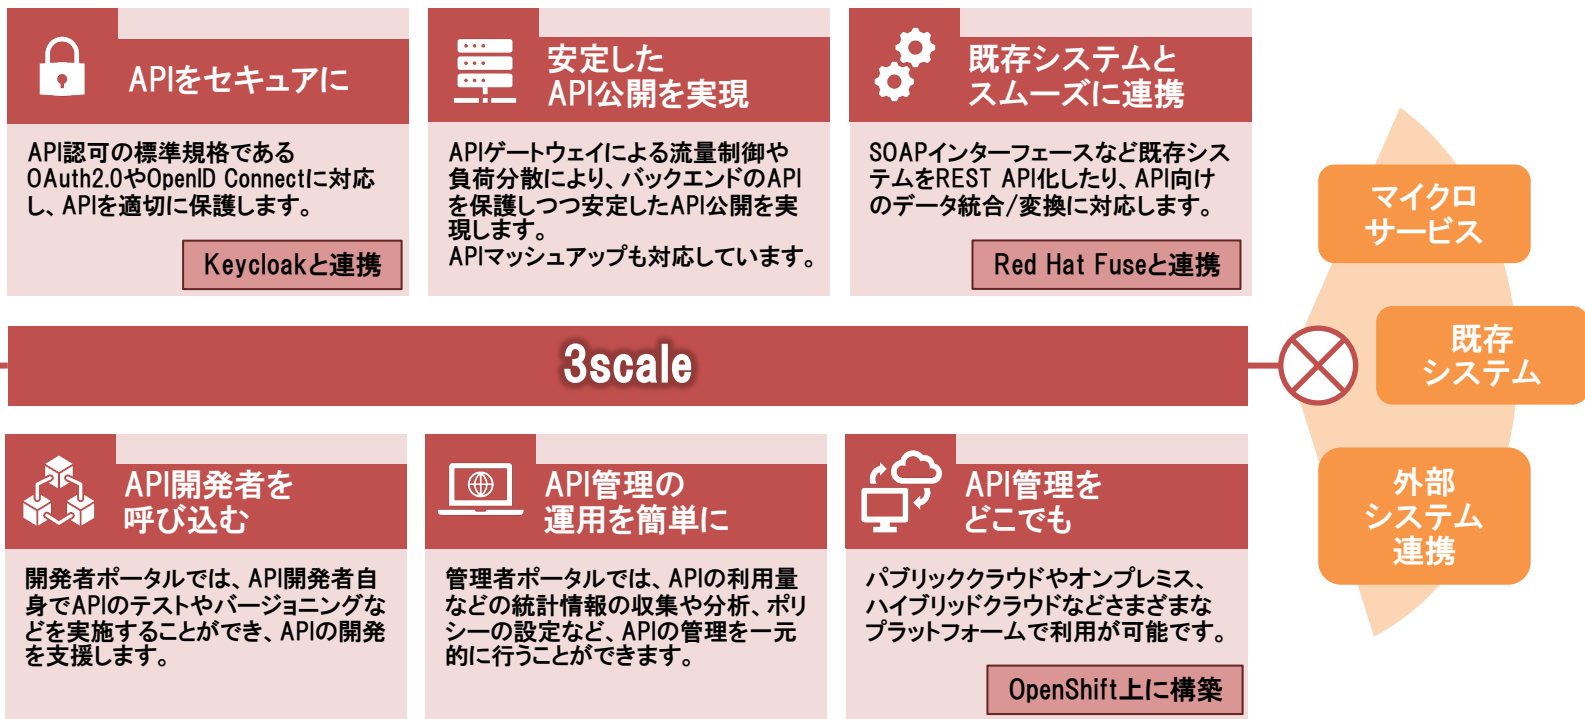 APIをセキュアに
API認可の標準規格である
OAuth2.0やOpenID Connectに対応
し、APIを適切に保護します。
Keycloakと連携
安定した
API公開を実現
APIゲートウェイによる流量制御や
負荷分散により、バックエンドのAPI
を保護しつつ安定したAPI公開を実
現します。
APIマッシュアップも対応しています。
既存システムと
スムーズに連携
SOAPインターフェースなど既存シス
テムをREST API化したり、API向け
のデータ統合/変換に対応します。
Red Hat Fuseと連携
3scale
API開発者を
呼び込む
開発者ポータルでは、API開発者自
身でAPIのテストやバージョニングな
どを実施することができ、APIの開発
を支援します。
API管理の
運用を簡単に
管理者ポータルでは、APIの利用量
などの統計情報の収集や分析、ポリ
シーの設定など、APIの管理を一元
的に行うことができます。
API管理を
どこでも
パブリッククラウドやオンプレミス、
ハイブリッドクラウドなどさまざまな
プラットフォームで利用が可能です。
OpenShift上に構築
マイクロ
サービス
既存
システム
外部
システム
連携